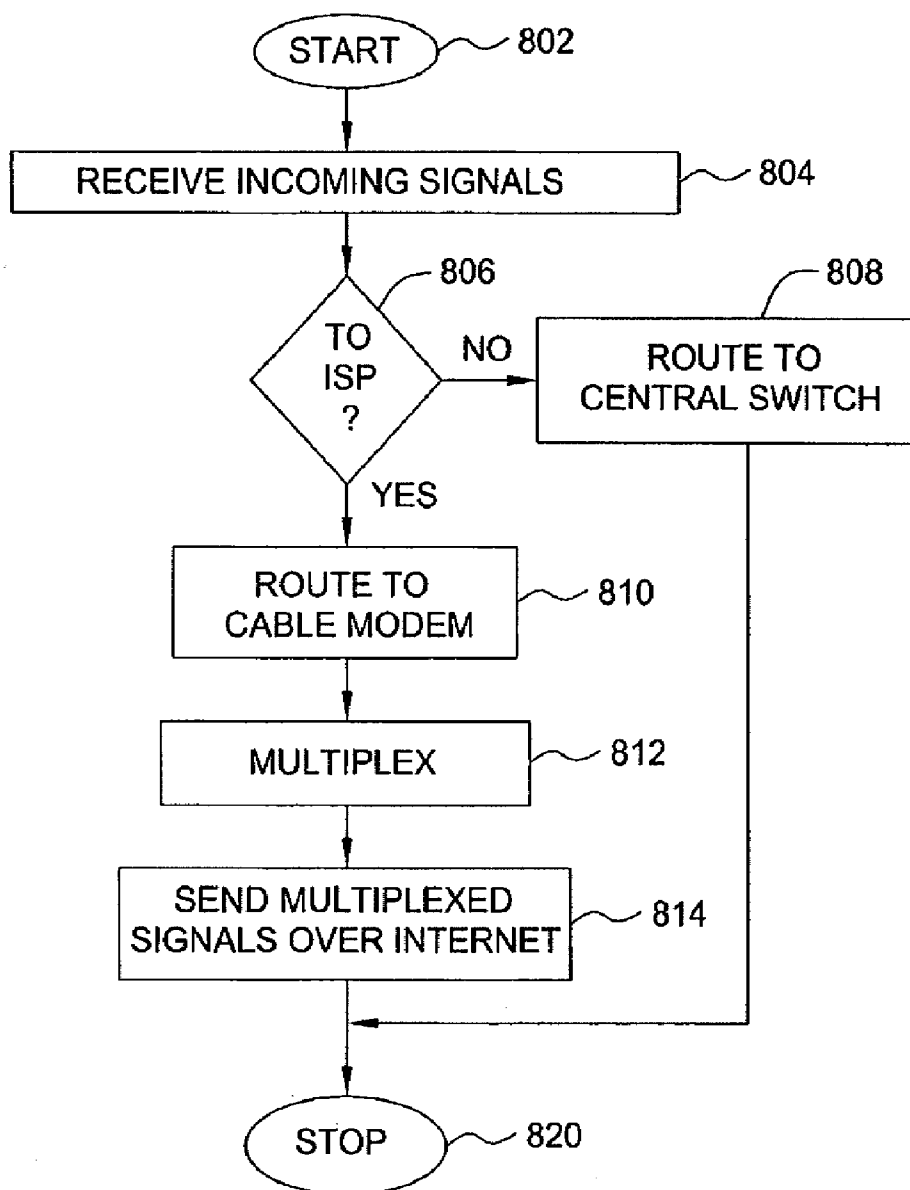 START
802
RECEIVE INCOMING SIGNALS
804
806
808
TO
ISP
?
NO
ROUTE TO
CENTRAL SWITCH
YES
ROUTE TO
CABLE MODEM
810
MULTIPLEX
812
SEND MULTIPLEXED
SIGNALS OVER INTERNET
814
STOP
820